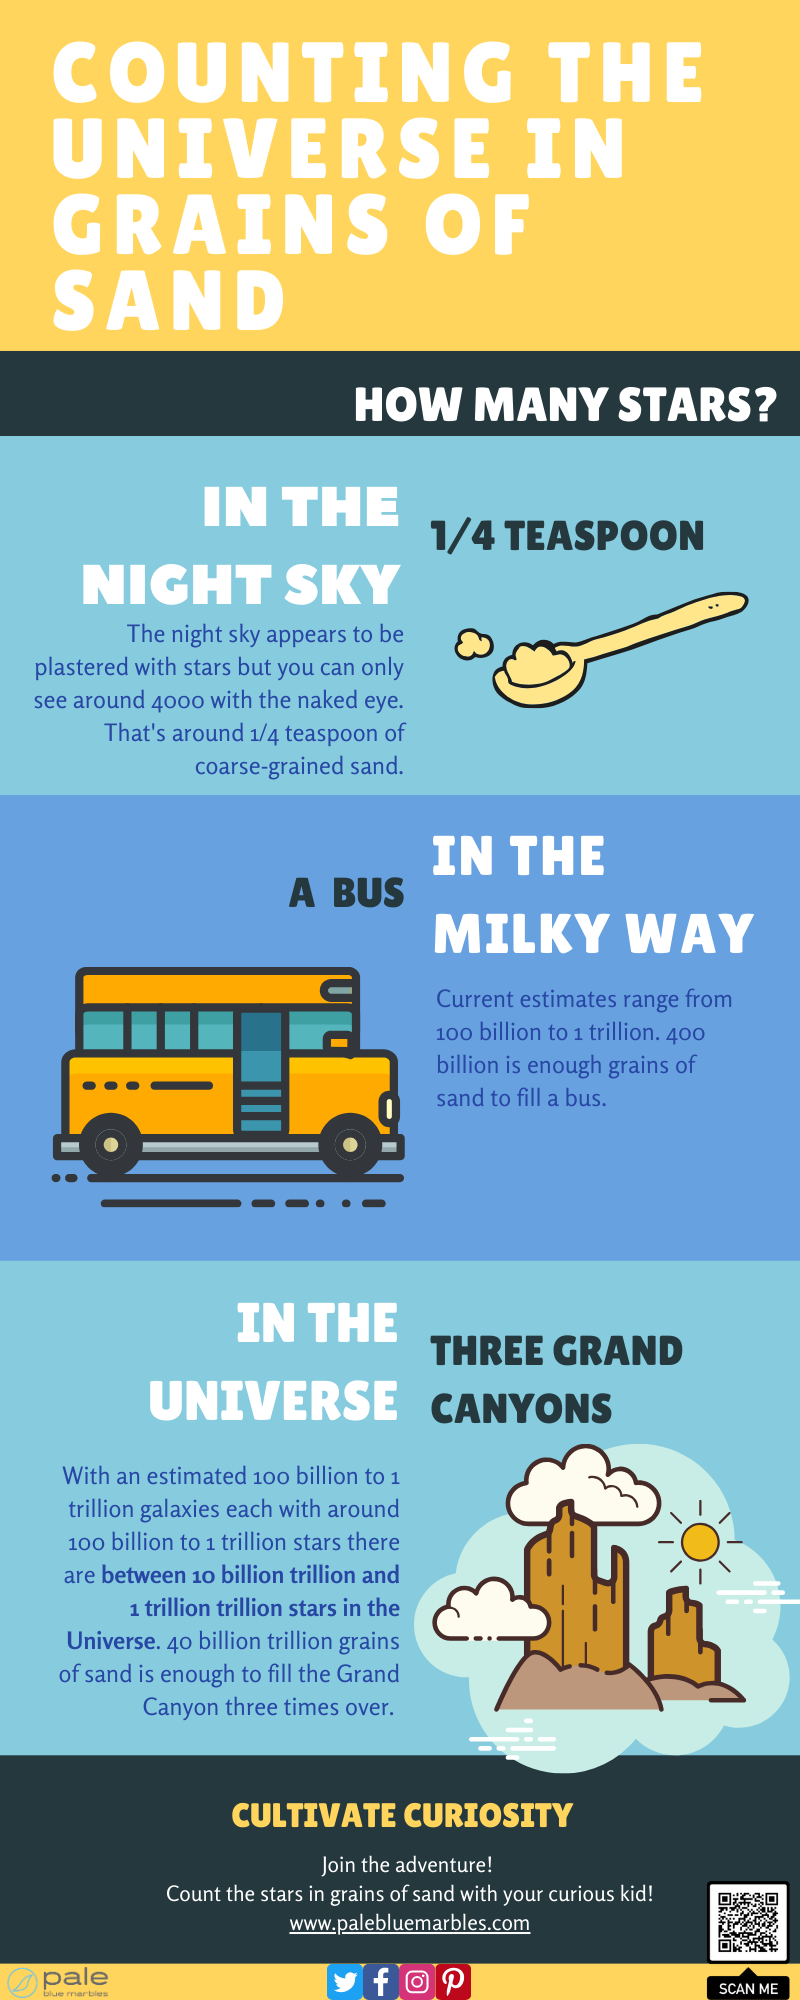 COUNTING THE
UNIVERSE IN
GRAINS OF
SAND
HOW MANY STARS?
IN THE
NIGHT SKY
The night sky appears to be
plastered with stars but you can only
see around 4000 with the naked eye.
That's around 1/4 teaspoon of
coarse-grained sand.
1/4 TEASPOON
A BUS
IN THE
MILKY WAY
Current estimates range from
100 billion to 1 trillion. 400
billion is enough grains of
sand to fill a bus.
IN THE
UNIVERSE
With an estimated 100 billion to 1
trillion galaxies each with around
100 billion to 1 trillion stars there
are between 10 billion trillion and
1 trillion trillion stars in the
Universe. 40 billion trillion grains
of sand is enough to fill the Grand
Canyon three times over.
THREE GRAND
CANYONS
CULTIVATE CURIOSITY
Join the adventure!
Count the stars in grains of sand with your curious kid!
www.palebluemarbles.com
pale
blue marbles
SCAN ME